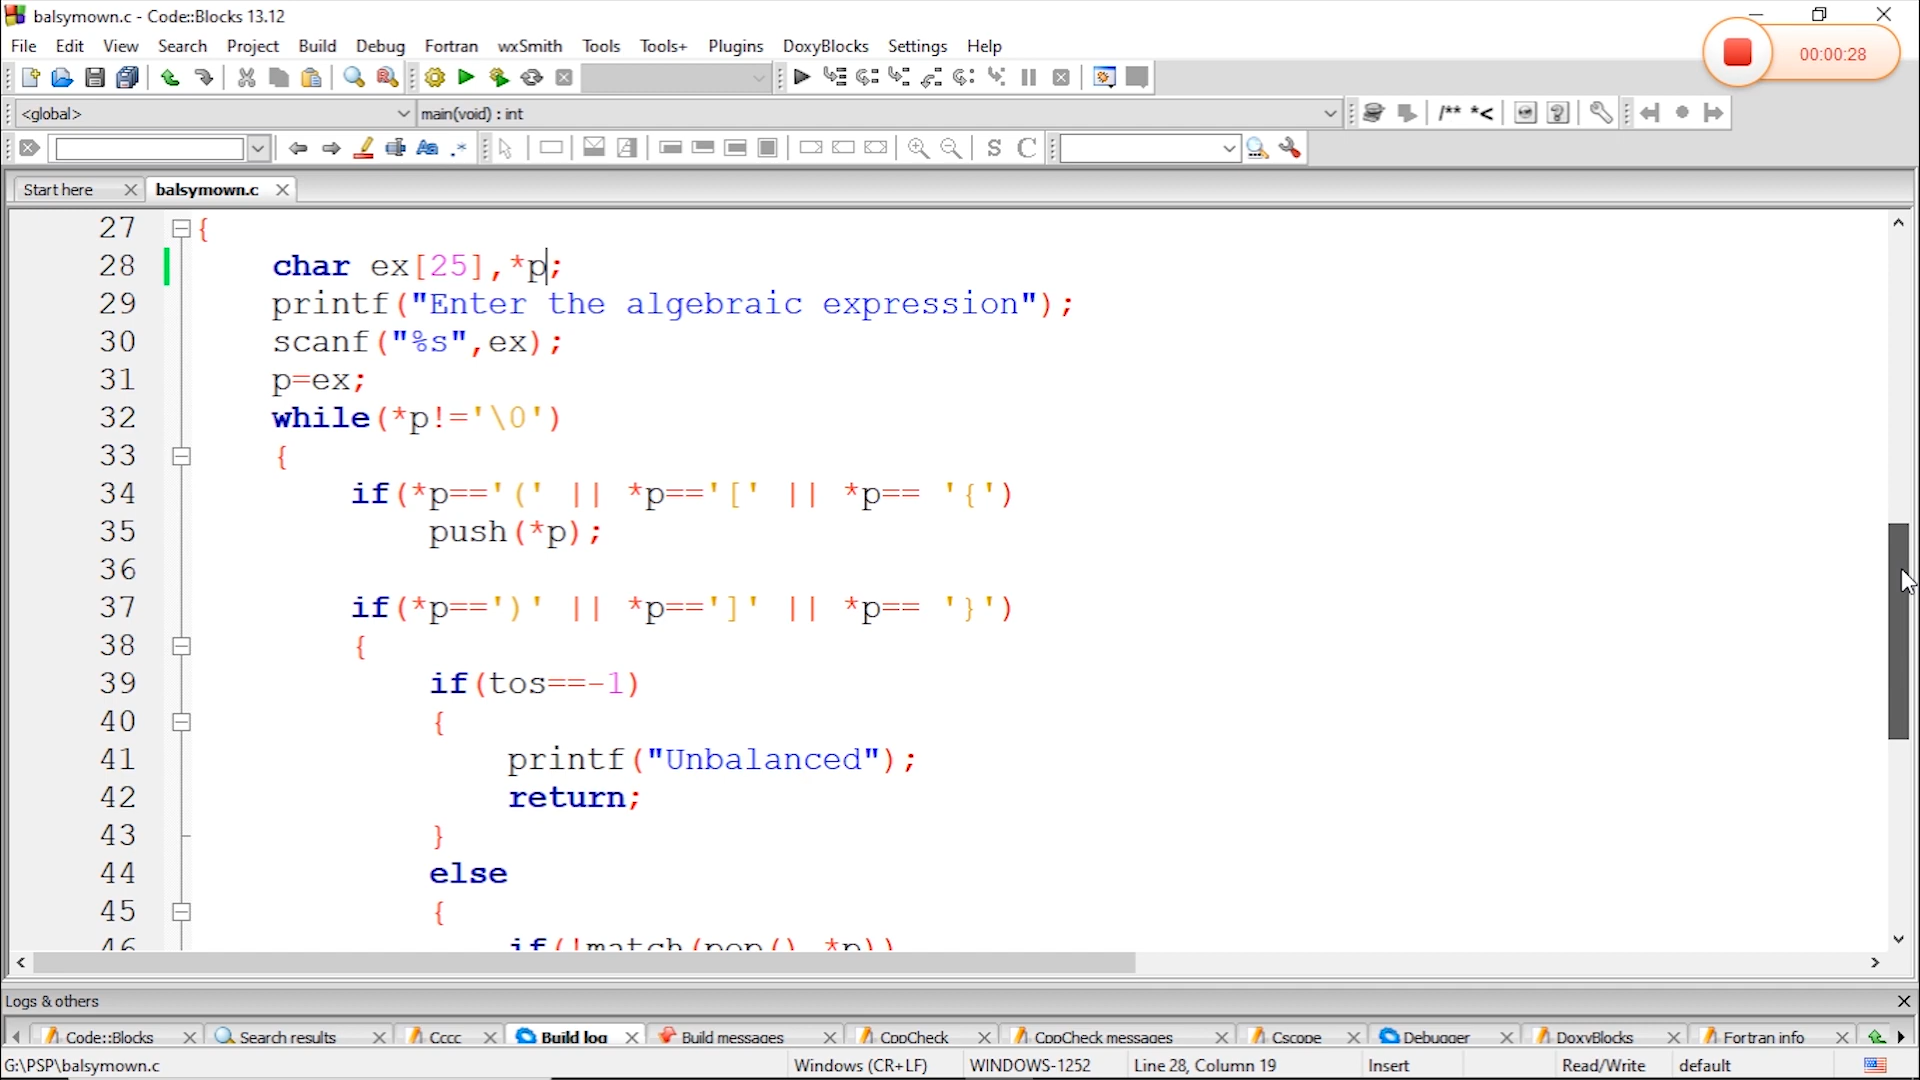 balsymown.c - Code::Blocks 13.12
File Edit View Search Project Build Debug Fortran wxSmith Tools Tools+ Plugins DoxyBlocks Settings Help
00:00:28
<global> main(void) : int
/** *<
Aa .* S C
Start here balsymown.c
27 {
28 char ex[25],*p;
29 printf("Enter the algebraic expression");
30 scanf("%s",ex);
31 p=ex;
32 while(*p!='\0')
33 {
34 if(*p=='(' || *p=='[' || *p== '{')
35 push(*p);
36
37 if(*p==')' || *p==']' || *p== '}')
38 {
39 if(tos==-1)
40 {
41 printf("Unbalanced");
42 return;
43 }
44 else
45 {
46 if(!match(pop(),*p))
Logs & others
Code::Blocks Search results Cccc Build log Build messages CppCheck CppCheck messages Cscope Debugger DoxyBlocks Fortran info
G:\PSP\balsymown.c Windows (CR+LF) WINDOWS-1252 Line 28, Column 19 Insert Read/Write default